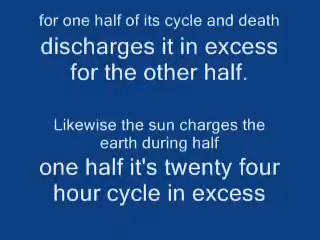 for one half of its cycle and death
discharges it in excess
for the other half.
Likewise the sun charges the
earth during half
one half it's twenty four
hour cycle in excess